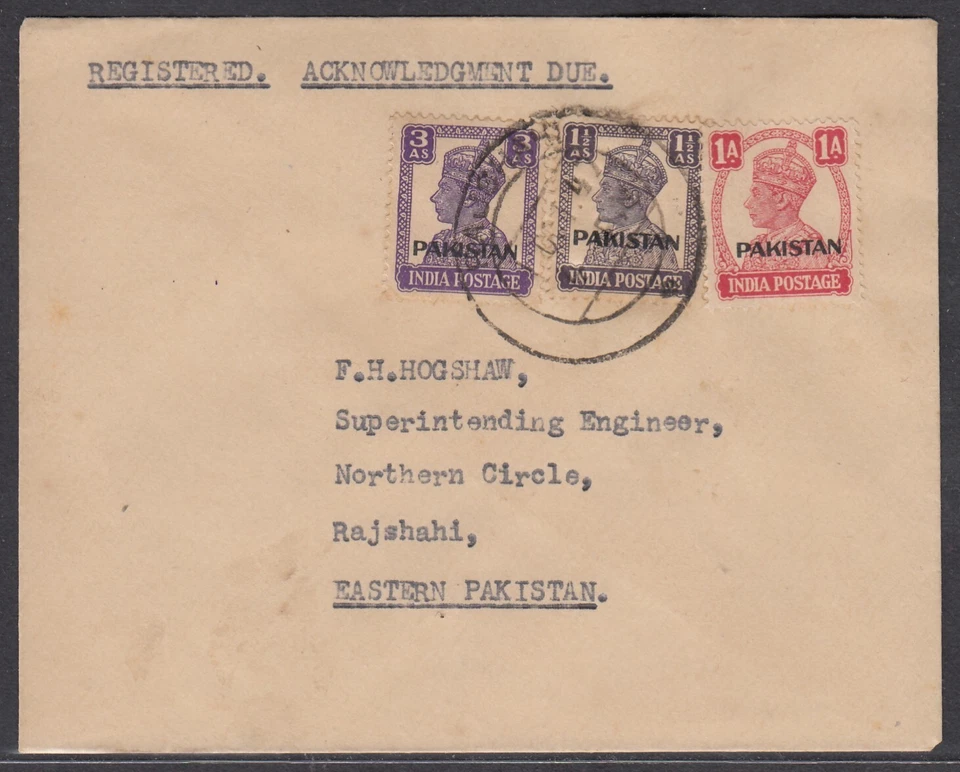 REGISTERED. ACKNOWLEDGMENT DUE.
3 AS 3 AS
PAKISTAN
INDIA POSTAGE
1½ AS 1½ AS
PAKISTAN
INDIA POSTAGE
1A 1A
PAKISTAN
INDIA POSTAGE
F.H.HOGSHAW,
Superintending Engineer,
Northern Circle,
Rajshahi,
EASTERN PAKISTAN.